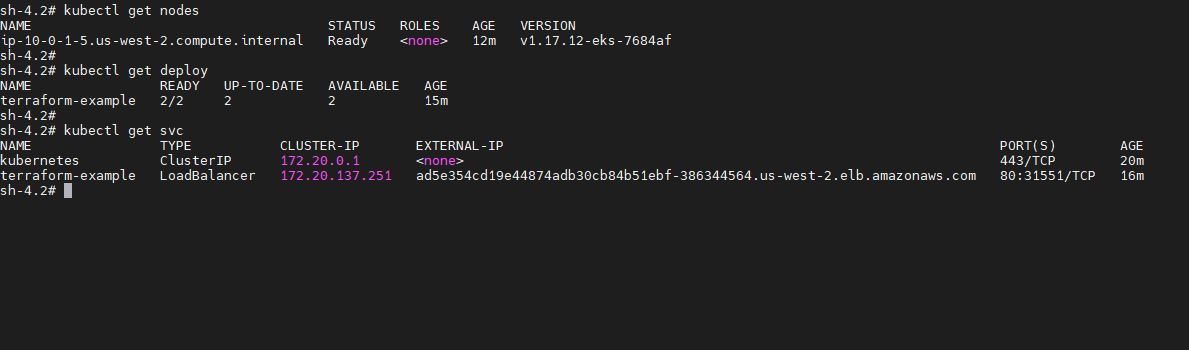 sh-4.2# kubectl get nodes
NAME                                     STATUS   ROLES    AGE   VERSION
ip-10-0-1-5.us-west-2.compute.internal   Ready    <none>   12m   v1.17.12-eks-7684af
sh-4.2#
sh-4.2# kubectl get deploy
NAME                READY   UP-TO-DATE   AVAILABLE   AGE
terraform-example   2/2     2            2           15m
sh-4.2#
sh-4.2# kubectl get svc
NAME                TYPE           CLUSTER-IP       EXTERNAL-IP                                                              PORT(S)        AGE
kubernetes          ClusterIP      172.20.0.1       <none>                                                                   443/TCP        20m
terraform-example   LoadBalancer   172.20.137.251   ad5e354cd19e44874adb30cb84b51ebf-386344564.us-west-2.elb.amazonaws.com   80:31551/TCP   16m
sh-4.2#